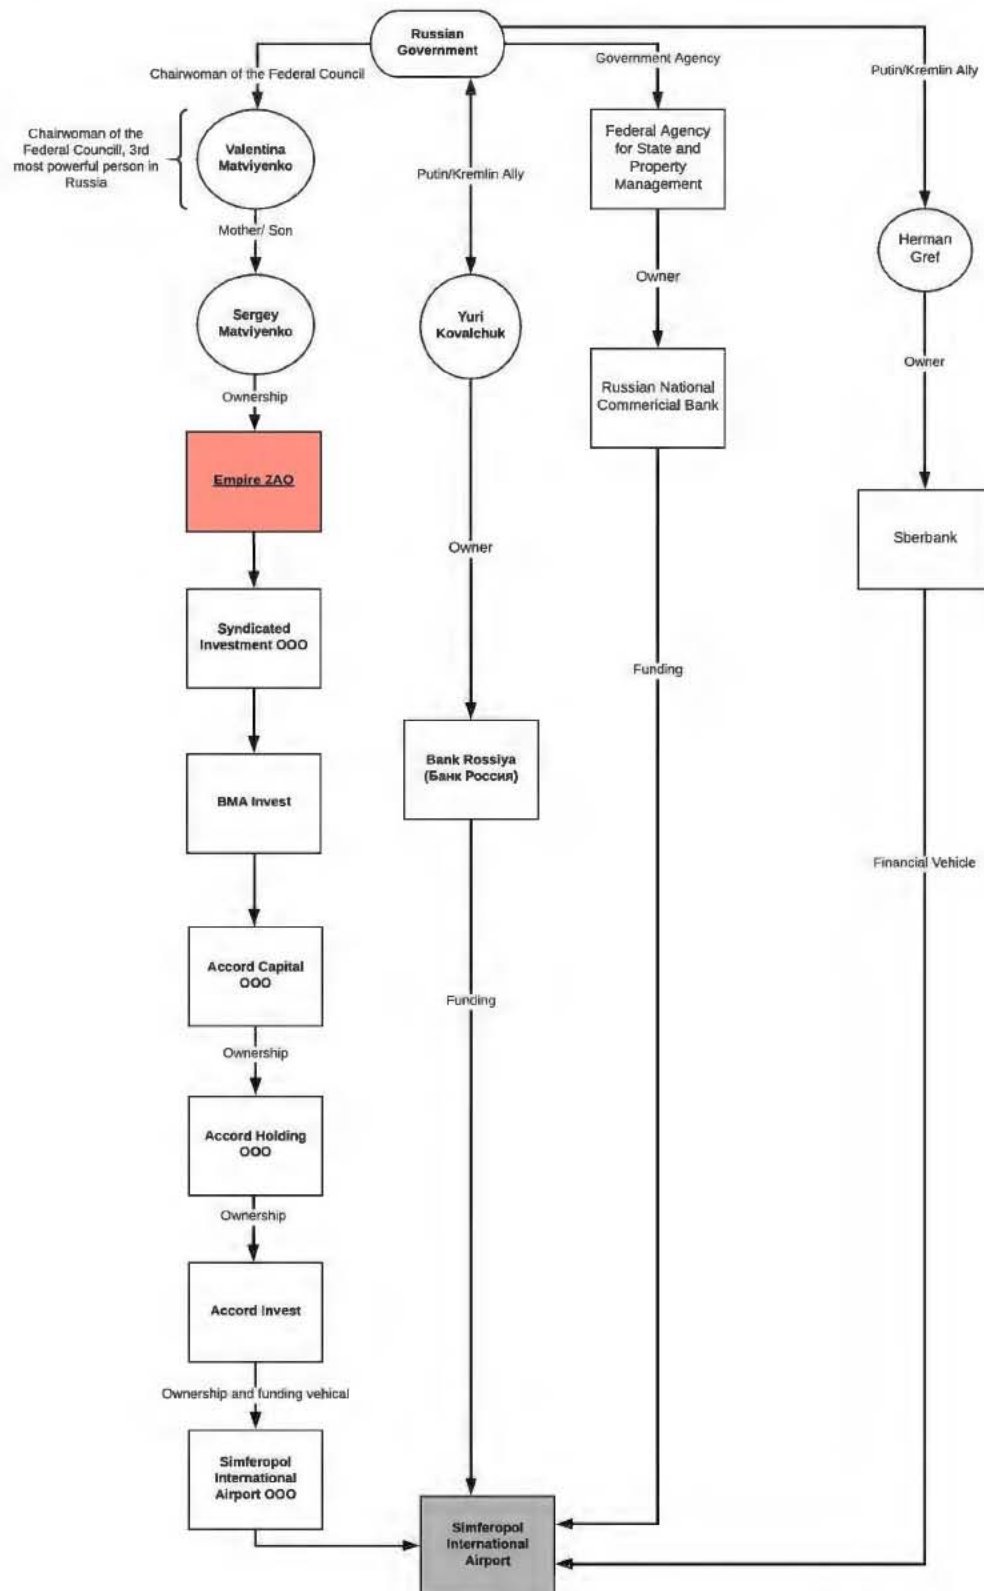 Russian
Government
Chairwoman of the Federal Council
Government Agency
Putin/Kremlin Ally
Chairwoman of the
Federal Councill, 3rd
most powerful person in
Russia
Valentina
Matviyenko
Putin/Kremlin Ally
Federal Agency
for State and
Property
Management
Mother/ Son
Herman
Gref
Owner
Sergey
Matviyenko
Yuri
Kovalchuk
Ownership
Russian National
Commericial Bank
Owner
Empire ZAO
Owner
Sberbank
Syndicated
Investment OOO
Funding
Bank Rossiya
(Банк Россия)
BMA Invest
Financial Vehicle
Accord Capital
OOO
Funding
Ownership
Accord Holding
OOO
Ownership
Accord Invest
Ownership and funding vehical
Simferopol
International
Airport OOO
Simferopol
International
Airport